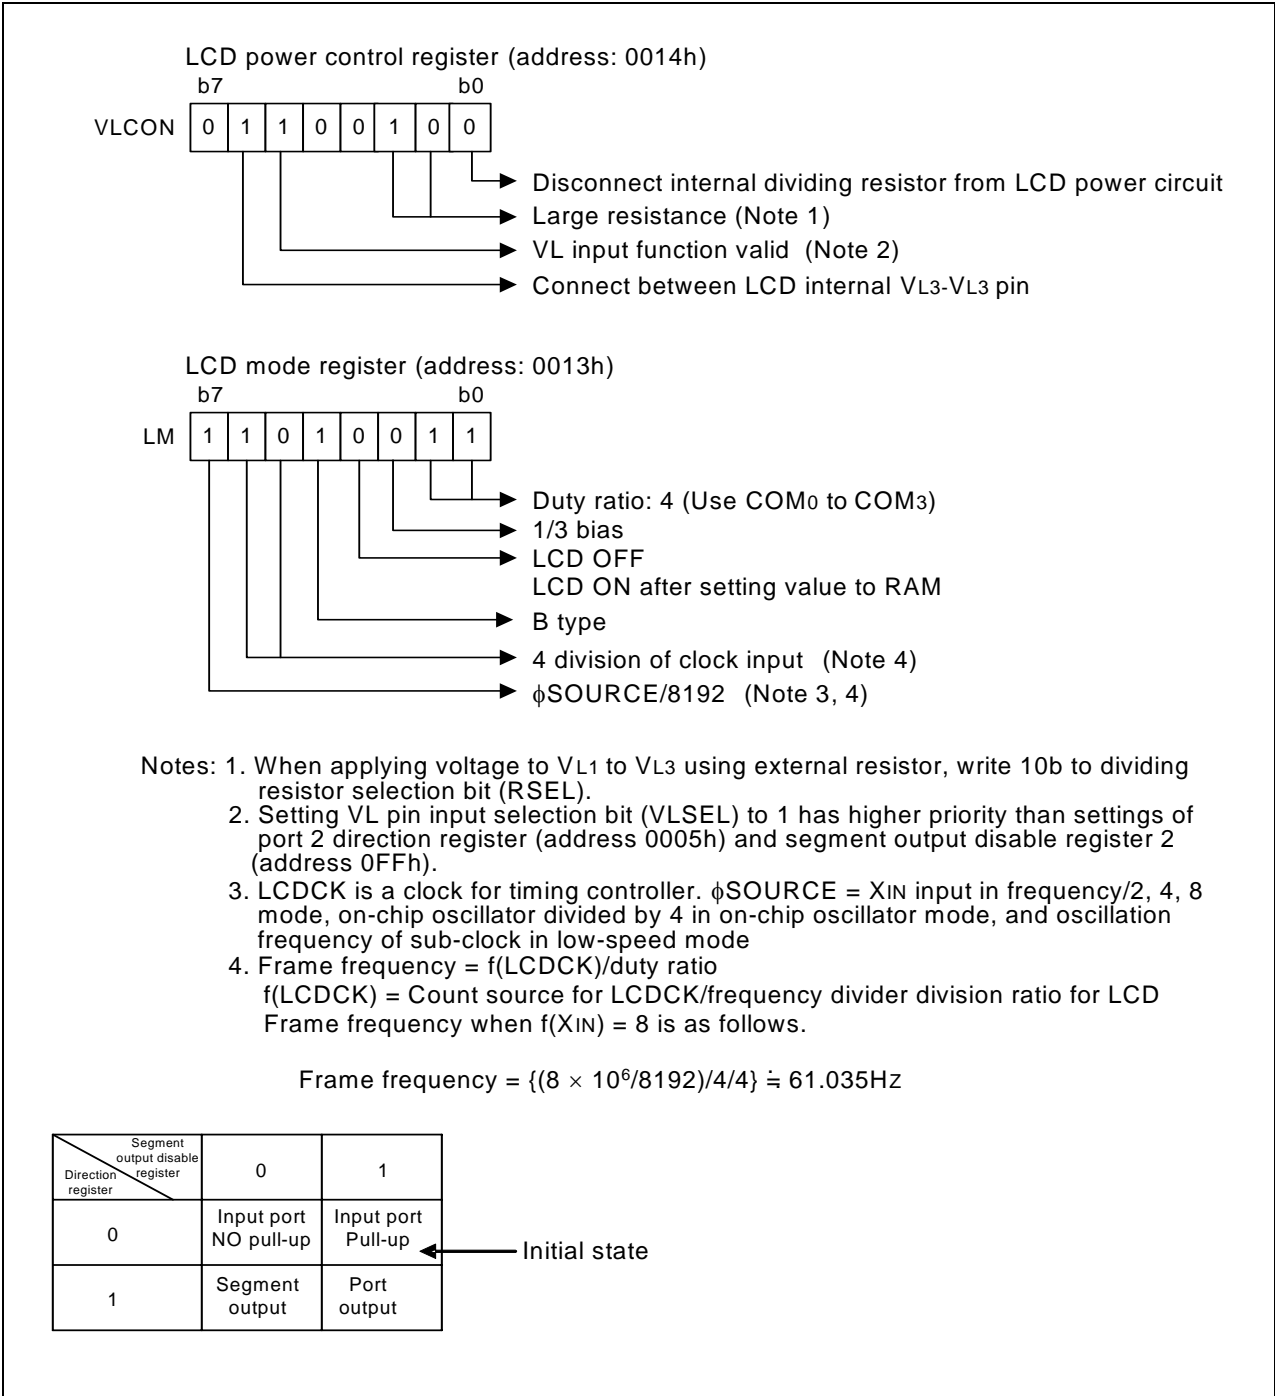 LCD power control register (address: 0014h)
b7 b0
VLCON 0 1 1 0 0 1 0 0
Disconnect internal dividing resistor from LCD power circuit
Large resistance (Note 1)
VL input function valid (Note 2)
Connect between LCD internal VL3-VL3 pin
LCD mode register (address: 0013h)
b7 b0
LM 1 1 0 1 0 0 1 1
Duty ratio: 4 (Use COM0 to COM3)
1/3 bias
LCD OFF
LCD ON after setting value to RAM
B type
4 division of clock input (Note 4)
ϕSOURCE/8192 (Note 3, 4)
Notes: 1. When applying voltage to VL1 to VL3 using external resistor, write 10b to dividing
resistor selection bit (RSEL).
2. Setting VL pin input selection bit (VLSEL) to 1 has higher priority than settings of
port 2 direction register (address 0005h) and segment output disable register 2
(address 0FFh).
3. LCDCK is a clock for timing controller. ϕSOURCE = XIN input in frequency/2, 4, 8
mode, on-chip oscillator divided by 4 in on-chip oscillator mode, and oscillation
frequency of sub-clock in low-speed mode
4. Frame frequency = f(LCDCK)/duty ratio
f(LCDCK) = Count source for LCDCK/frequency divider division ratio for LCD
Frame frequency when f(XIN) = 8 is as follows.
Frame frequency = {(8 × 10⁶/8192)/4/4} ≒ 61.035Hz
Segment
output disable
register
Direction
register
0 1
0
Input port
NO pull-up
Input port
Pull-up
Initial state
1
Segment
output
Port
output